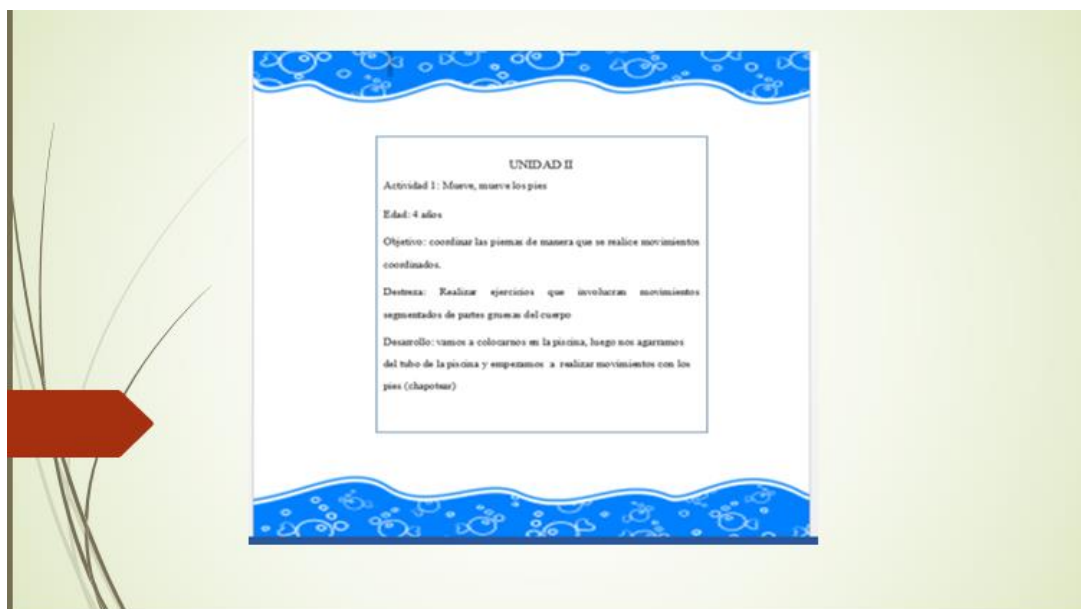 UNIDAD II
Actividad 1: Mueve, mueve los pies
Edad: 4 años
Objetivo: coordinar las piernas de manera que se realice movimientos
coordinados.
Destreza: Realizar ejercicios que involucran movimientos
segmentados de partes gruesas del cuerpo
Desarrollo: vamos a colocarnos en la piscina, luego nos agarramos
del tubo de la piscina y empezamos a realizar movimientos con los
pies (chapotear)